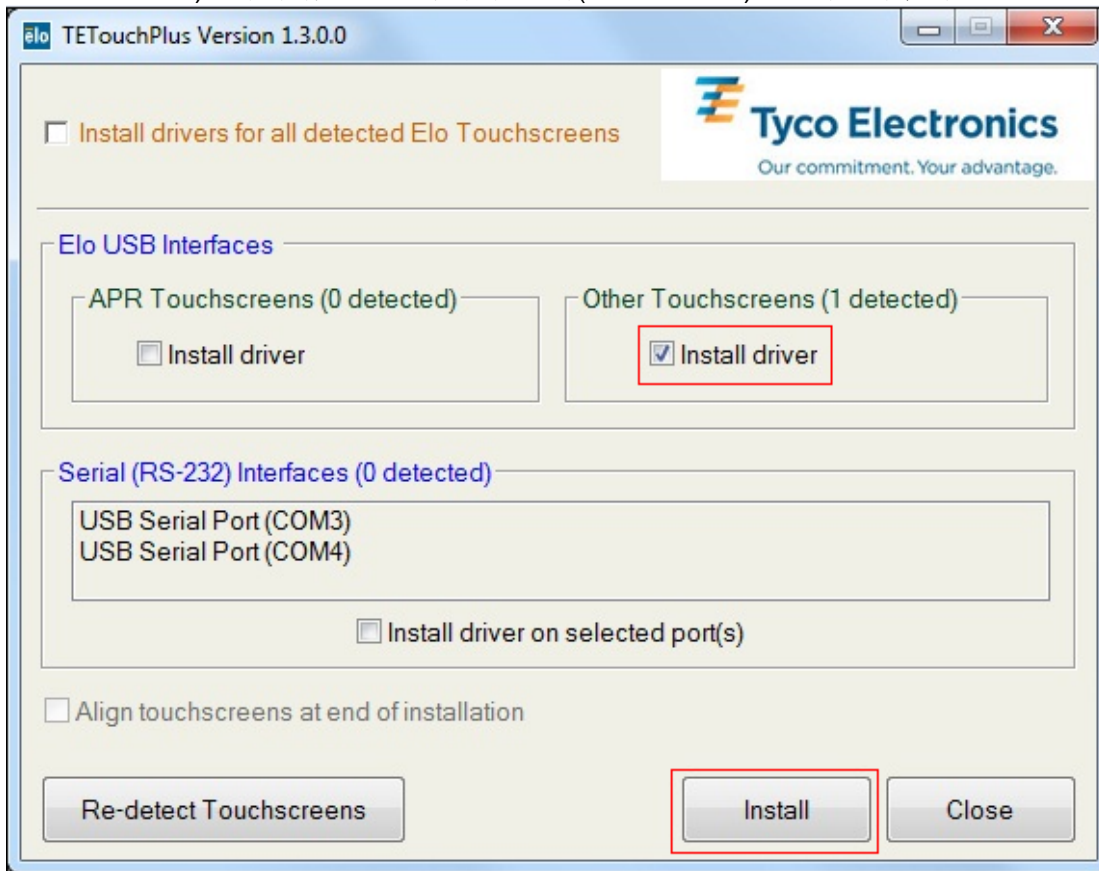 elo TETouchPlus Version 1.3.0.0
Install drivers for all detected Elo Touchscreens
Tyco Electronics
Our commitment. Your advantage.
Elo USB Interfaces
APR Touchscreens (0 detected)
Other Touchscreens (1 detected)
Install driver
Install driver
Serial (RS-232) Interfaces (0 detected)
USB Serial Port (COM3)
USB Serial Port (COM4)
Install driver on selected port(s)
Align touchscreens at end of installation
Re-detect Touchscreens
Install
Close